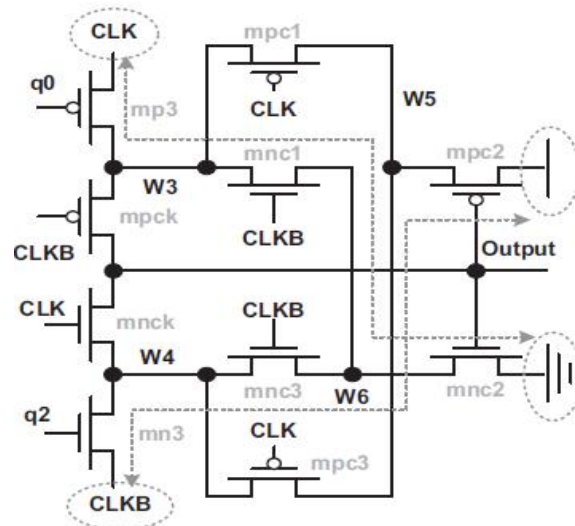 CLK
mpc1
q0
mp3
CLK
W5
mnc1
mpc2
W3
mpck
CLKB
CLKB
Output
CLK
CLKB
mnck
W4
mnc3
W6
mnc2
q2
CLK
mn3
mpc3
CLKB